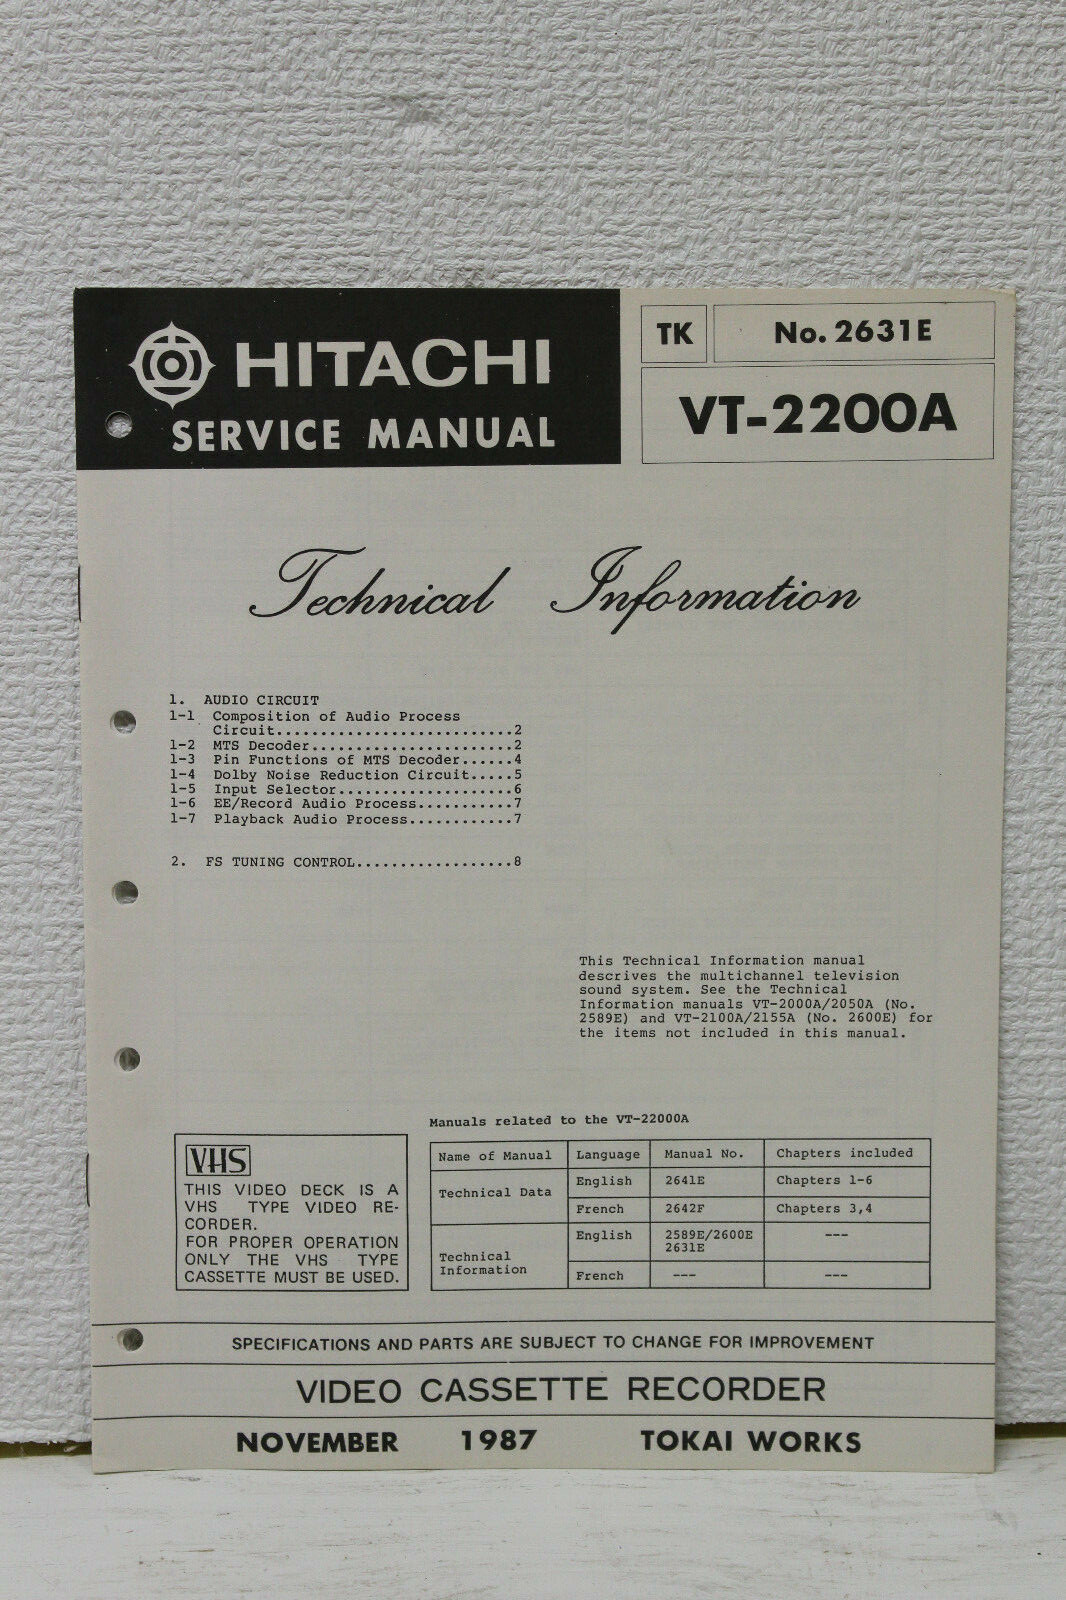 HITACHI
SERVICE MANUAL
TK
No. 2631E
VT-2200A
Technical Information
1. AUDIO CIRCUIT
1-1 Composition of Audio Process
Circuit...........................2
1-2 MTS Decoder.......................2
1-3 Pin Functions of MTS Decoder......4
1-4 Dolby Noise Reduction Circuit.....5
1-5 Input Selector....................6
1-6 EE/Record Audio Process...........7
1-7 Playback Audio Process............7
2. FS TUNING CONTROL..................8
This Technical Information manual
descrives the multichannel television
sound system. See the Technical
Information manuals VT-2000A/2050A (No.
2589E) and VT-2100A/2155A (No. 2600E) for
the items not included in this manual.
VHS
THIS VIDEO DECK IS A
VHS TYPE VIDEO RE-
CORDER.
FOR PROPER OPERATION
ONLY THE VHS TYPE
CASSETTE MUST BE USED.
Manuals related to the VT-22000A
Name of Manual Language Manual No. Chapters included
Technical Data English 2641E Chapters 1-6
French 2642F Chapters 3,4
Technical
Information English 2589E/2600E
2631E ---
French --- ---
SPECIFICATIONS AND PARTS ARE SUBJECT TO CHANGE FOR IMPROVEMENT
VIDEO CASSETTE RECORDER
NOVEMBER 1987 TOKAI WORKS